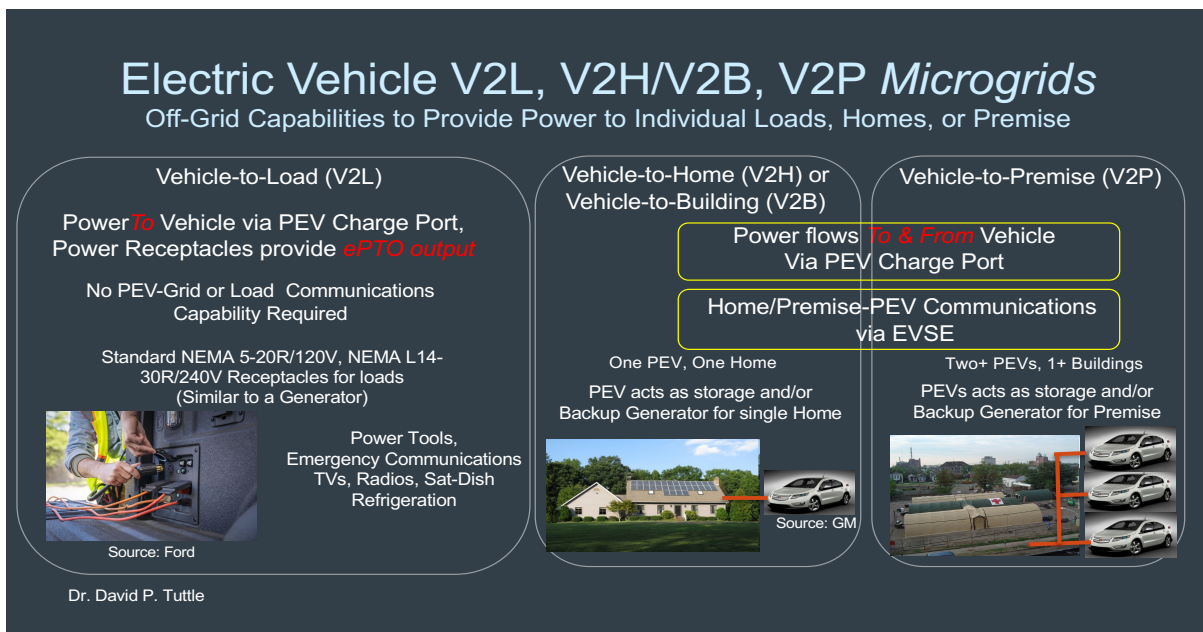 Electric Vehicle V2L, V2H/V2B, V2P Microgrids
Off-Grid Capabilities to Provide Power to Individual Loads, Homes, or Premise
Vehicle-to-Load (V2L)
Power To Vehicle via PEV Charge Port,
Power Receptacles provide ePTO output
No PEV-Grid or Load Communications
Capability Required
Standard NEMA 5-20R/120V, NEMA L14-
30R/240V Receptacles for loads
(Similar to a Generator)
Power Tools,
Emergency Communications
TVs, Radios, Sat-Dish
Refrigeration
Source: Ford
Vehicle-to-Home (V2H) or
Vehicle-to-Building (V2B)
Vehicle-to-Premise (V2P)
Power flows To & From Vehicle
Via PEV Charge Port
Home/Premise-PEV Communications
via EVSE
One PEV, One Home
PEV acts as storage and/or
Backup Generator for single Home
Source: GM
Two+ PEVs, 1+ Buildings
PEVs acts as storage and/or
Backup Generator for Premise
Dr. David P. Tuttle